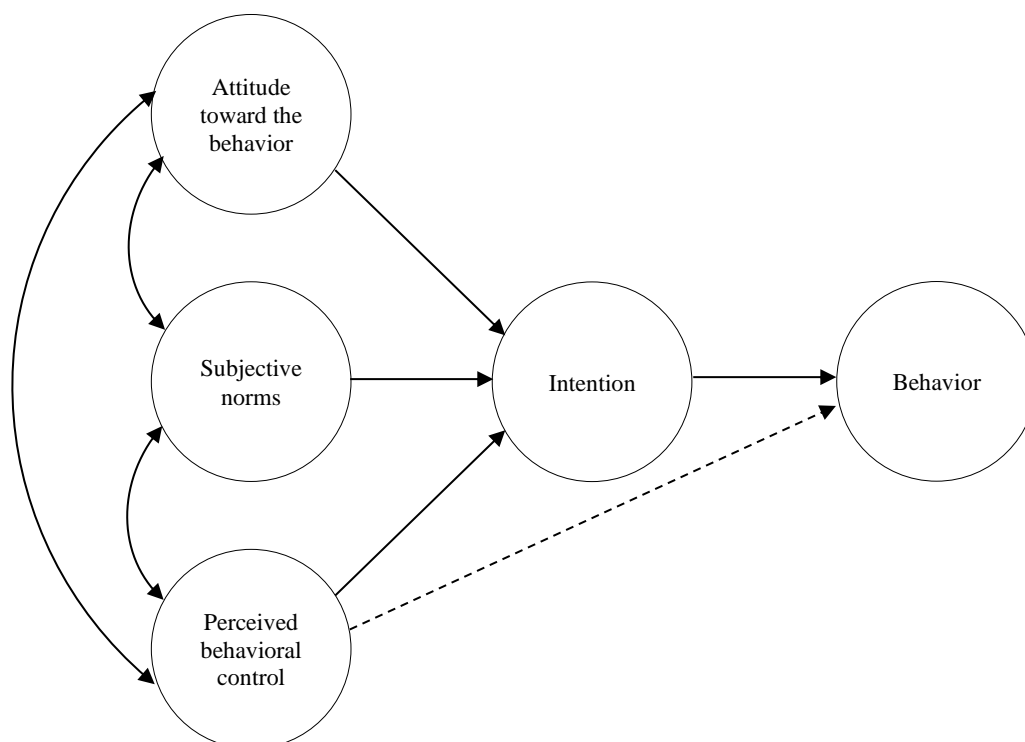 Attitude
toward the
behavior
Subjective
norms
Intention
Behavior
Perceived
behavioral
control